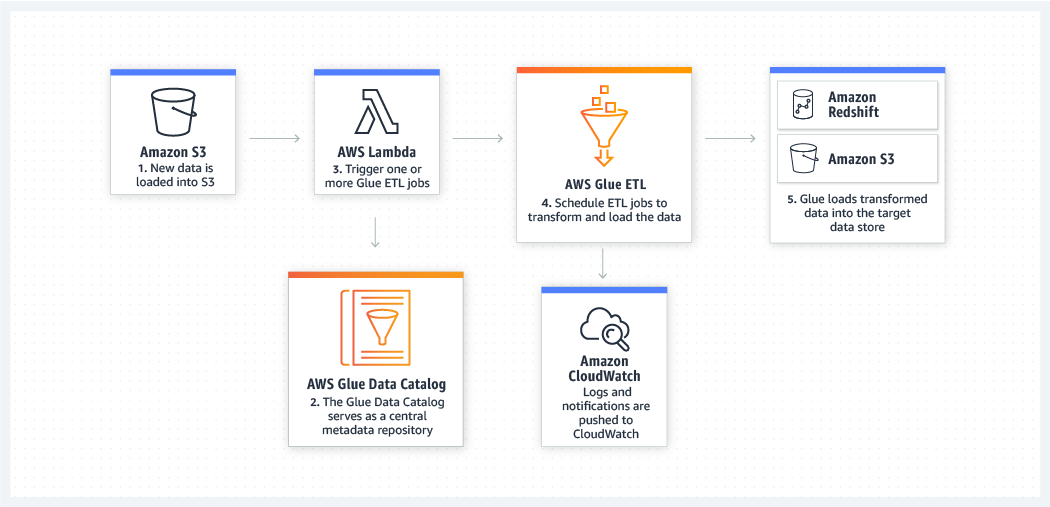 Amazon S3
1. New data is
loaded into S3
AWS Lambda
3. Trigger one or
more Glue ETL jobs
AWS Glue ETL
4. Schedule ETL jobs to
transform and load the data
Amazon
Redshift
Amazon S3
5. Glue loads transformed
data into the target
data store
AWS Glue Data Catalog
2. The Glue Data Catalog
serves as a central
metadata repository
Amazon
CloudWatch
Logs and
notifications are
pushed to
CloudWatch